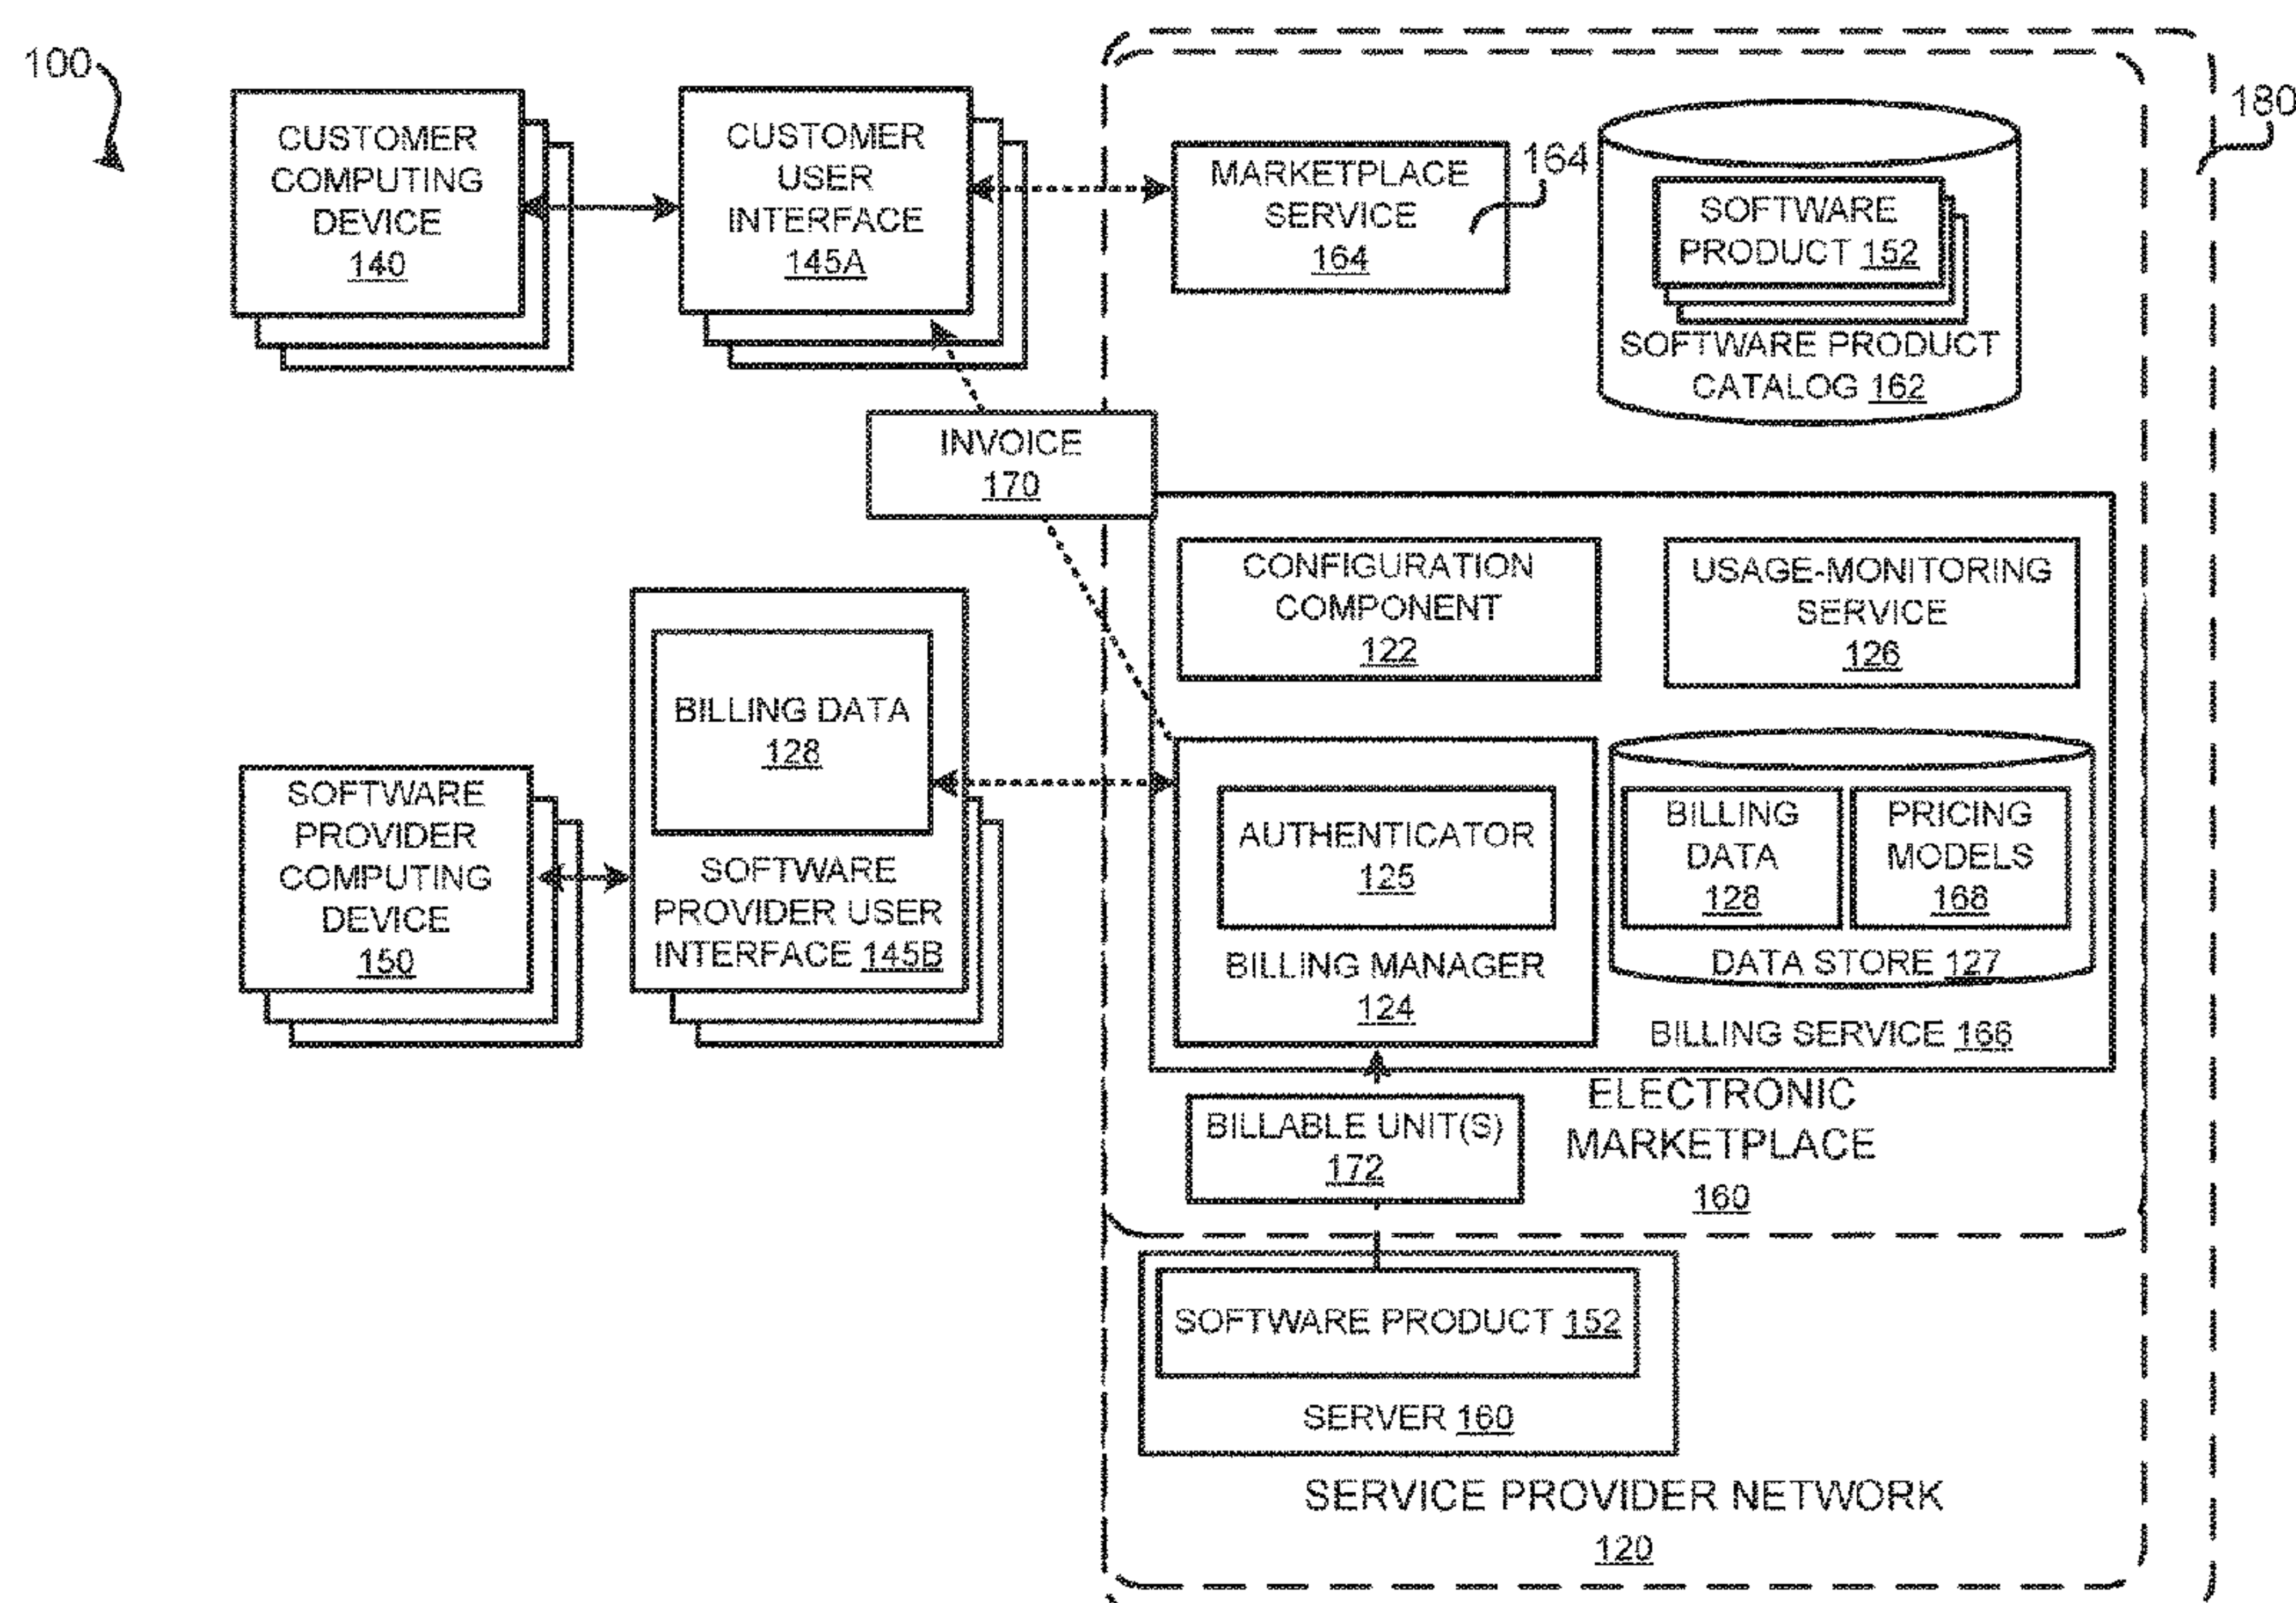 100
CUSTOMER
COMPUTING
DEVICE
140
CUSTOMER
USER
INTERFACE
145A
MARKETPLACE
SERVICE
164
164
SOFTWARE
PRODUCT 152
SOFTWARE PRODUCT
CATALOG 162
180
INVOICE
170
CONFIGURATION
COMPONENT
122
USAGE-MONITORING
SERVICE
126
BILLING DATA
128
SOFTWARE
PROVIDER USER
INTERFACE 145B
SOFTWARE
PROVIDER
COMPUTING
DEVICE
150
AUTHENTICATOR
125
BILLING MANAGER
124
BILLING
DATA
128
PRICING
MODELS
168
DATA STORE 127
BILLING SERVICE 166
ELECTRONIC
MARKETPLACE
160
BILLABLE UNIT(S)
172
SOFTWARE PRODUCT 152
SERVER 160
SERVICE PROVIDER NETWORK
120